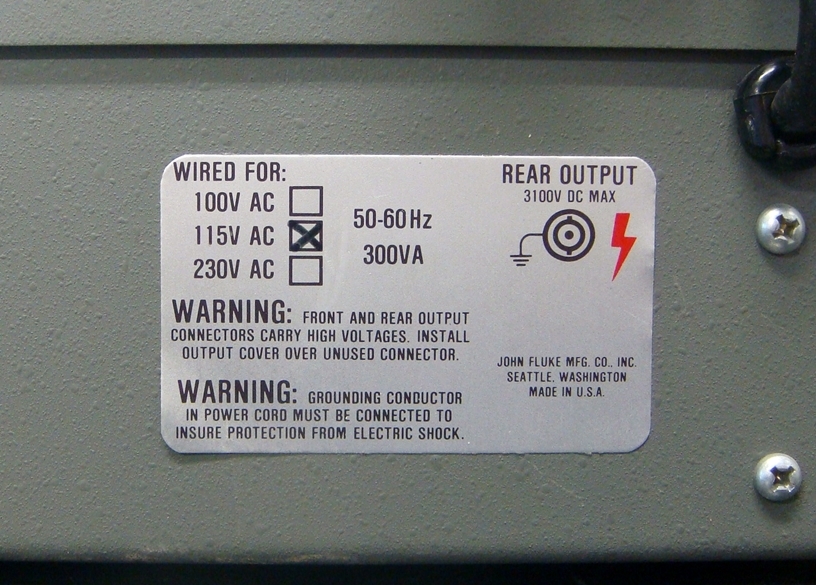 WIRED FOR:
100V AC
115V AC
230V AC
50-60Hz
300VA
REAR OUTPUT
3100V DC MAX
WARNING: FRONT AND REAR OUTPUT
CONNECTORS CARRY HIGH VOLTAGES. INSTALL
OUTPUT COVER OVER UNUSED CONNECTOR.
WARNING: GROUNDING CONDUCTOR
IN POWER CORD MUST BE CONNECTED TO
INSURE PROTECTION FROM ELECTRIC SHOCK.
JOHN FLUKE MFG. CO., INC.
SEATTLE, WASHINGTON
MADE IN U.S.A.